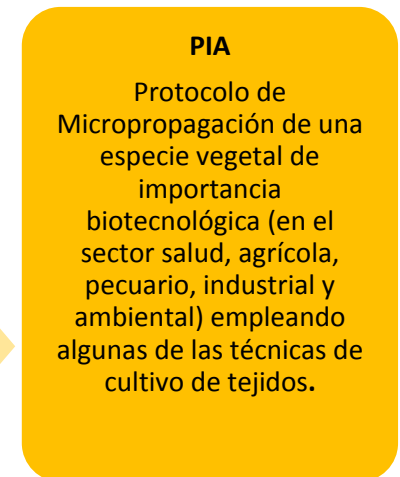 PIA
Protocolo de
Micropropagación de una
especie vegetal de
importancia
biotecnológica (en el
sector salud, agrícola,
pecuario, industrial y
ambiental) empleando
algunas de las técnicas de
cultivo de tejidos.